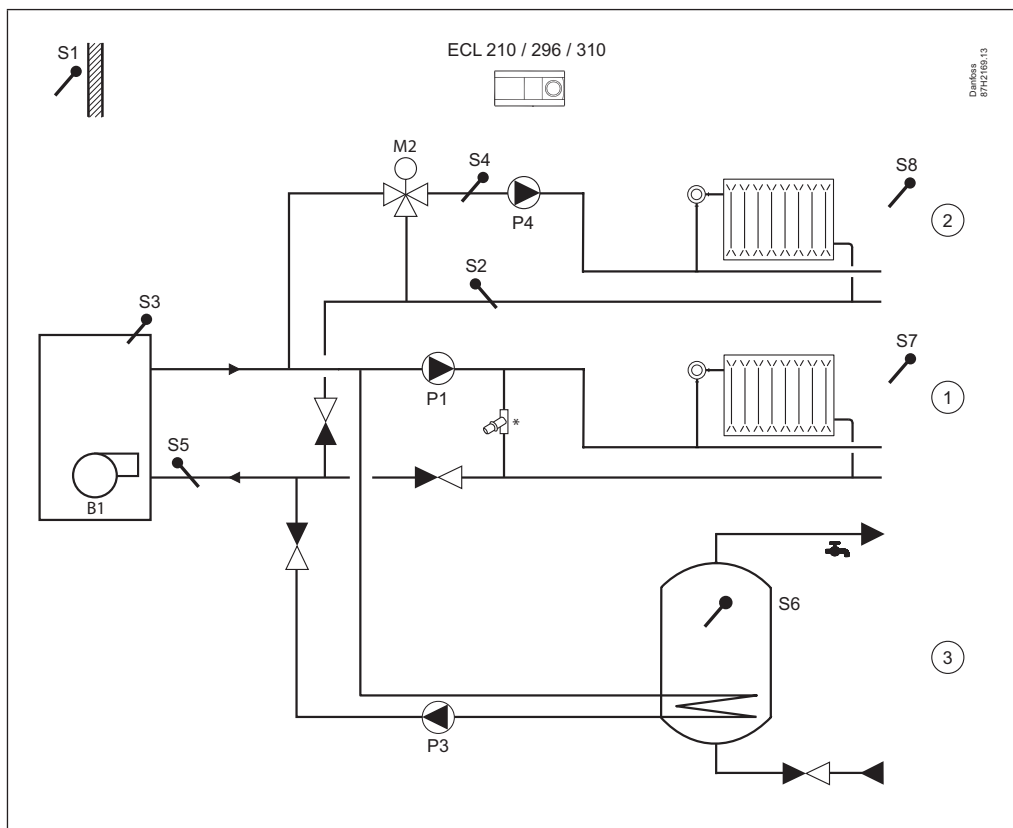 S1
ECL 210 / 296 / 310
Danfoss
87H2169.13
M2
S4
S8
P4
2
S2
S3
S7
P1
1
*
S5
B1
S6
3
P3